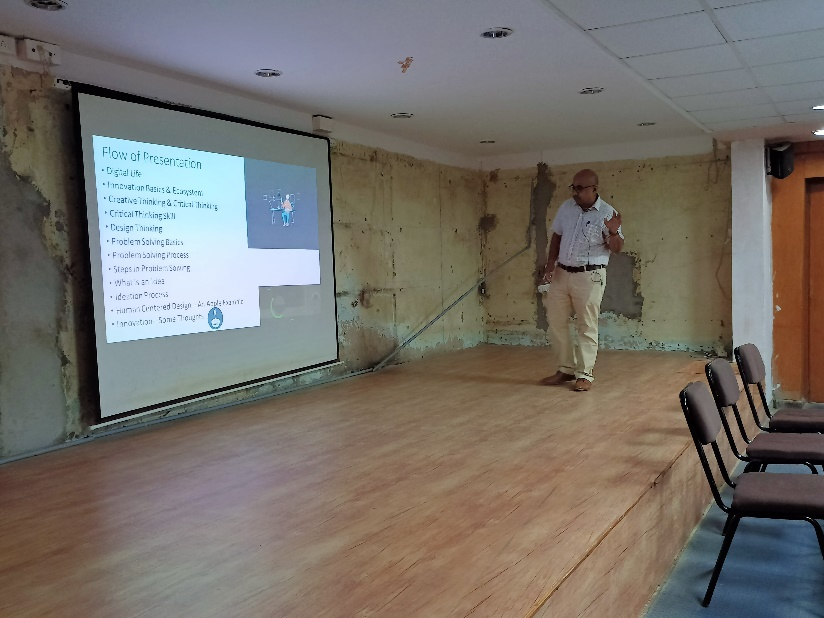 Flow of Presentation
• Digital Life
• Innovation Basics & Ecosystem
• Creative Thinking & Critical Thinking
• Critical Thinking Skill
• Design Thinking
• Problem Solving Basics
• Problem Solving Process
• Steps in Problem Solving
• What is an Idea
• Ideation Process
• Human Centered Design - An Apple Example
• Innovation - Some Thoughts